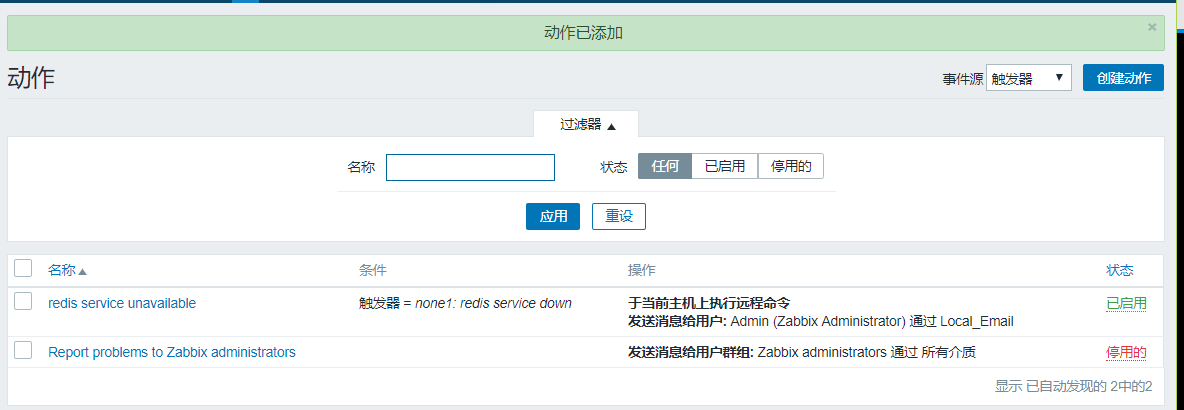 动作已添加
动作 事件源 触发器 创建动作
过滤器
名称 状态 任何 已启用 停用的
应用 重设
名称 条件 操作 状态
redis service unavailable 触发器 = none1: redis service down 于当前主机上执行远程命令 已启用
发送消息给用户: Admin (Zabbix Administrator) 通过 Local_Email
Report problems to Zabbix administrators 发送消息给用户群组: Zabbix administrators 通过 所有介质 停用的
显示 已自动发现的 2中的2